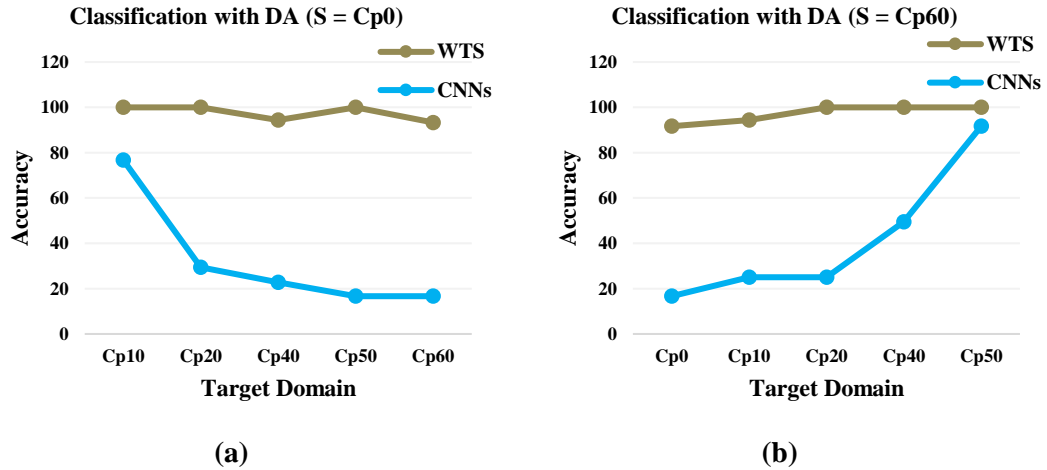 Classification with DA (S = Cp0)
WTS
CNNs
120
100
80
60
40
20
0
Accuracy
Cp10 Cp20 Cp40 Cp50 Cp60
Target Domain
(a)
Classification with DA (S = Cp60)
WTS
CNNs
120
100
80
60
40
20
0
Accuracy
Cp0 Cp10 Cp20 Cp40 Cp50
Target Domain
(b)